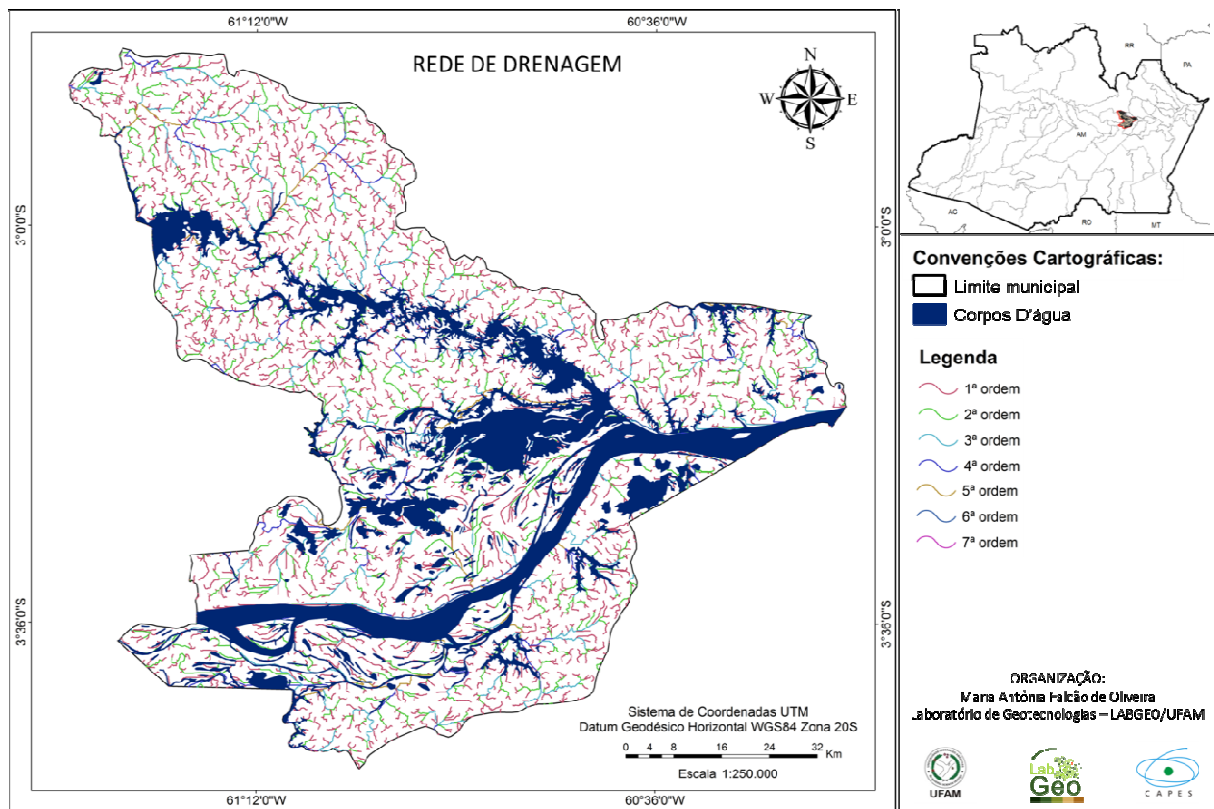 61°12'0"W
60°36'0"W
REDE DE DRENAGEM
N
W
E
S
3°0'0"S
3°0'0"S
3°36'0"S
3°36'0"S
Sistema de Coordenadas UTM
Datum Geodésico Horizontal WGS84 Zona 20S
0 4 8 16 24 32 Km
Escala 1:250.000
61°12'0"W
60°36'0"W
RR
PA
AM
AC
RO
MT
Convenções Cartográficas:
Limite municipal
Corpos D'água
Legenda
1ª ordem
2ª ordem
3ª ordem
4ª ordem
5ª ordem
6ª ordem
7ª ordem
ORGANIZAÇÃO:
Maria Antônia Falcão de Oliveira
Laboratório de Geotecnologias – LABGEO/UFAM
UFAM
Lab
Geo
CAPES